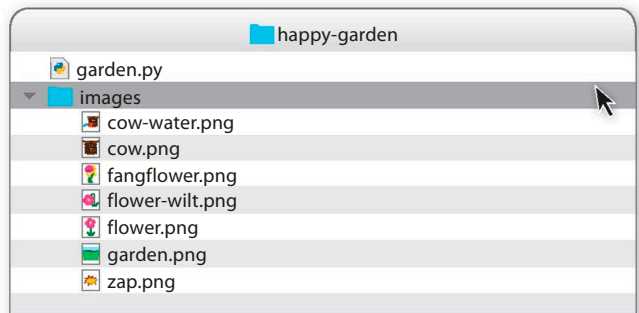 happy-garden
garden.py
images
cow-water.png
cow.png
fangflower.png
flower-wilt.png
flower.png
garden.png
zap.png